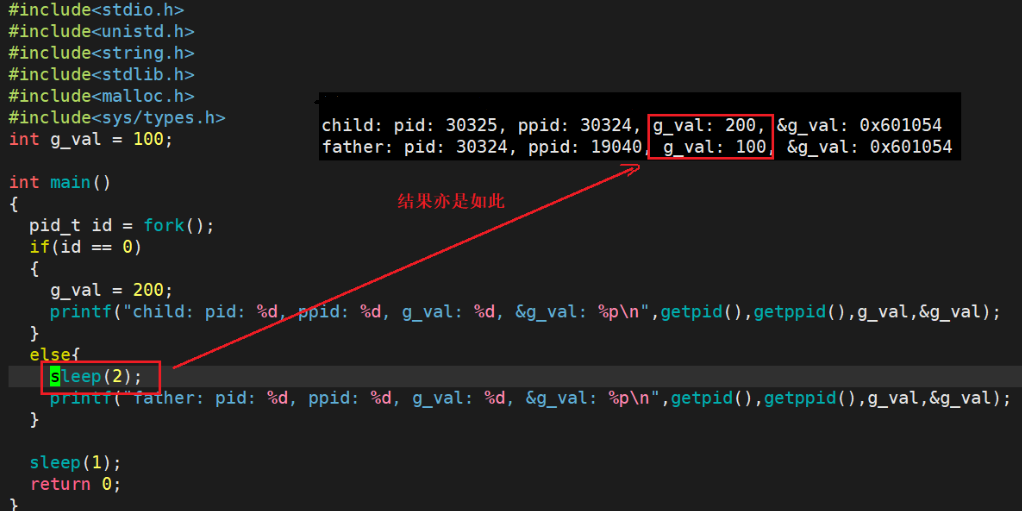 #include<stdio.h>
#include<unistd.h>
#include<string.h>
#include<stdlib.h>
#include<malloc.h>
#include<sys/types.h>
int g_val = 100;
child: pid: 30325, ppid: 30324, g_val: 200, &g_val: 0x601054
father: pid: 30324, ppid: 19040, g_val: 100, &g_val: 0x601054
int main()
结果亦是如此
{
  pid_t id = fork();
  if(id == 0)
  {
    g_val = 200;
    printf("child: pid: %d, ppid: %d, g_val: %d, &g_val: %p\n",getpid(),getppid(),g_val,&g_val);
  }
  else{
    sleep(2);
    printf("father: pid: %d, ppid: %d, g_val: %d, &g_val: %p\n",getpid(),getppid(),g_val,&g_val);
  }
  sleep(1);
  return 0;
}